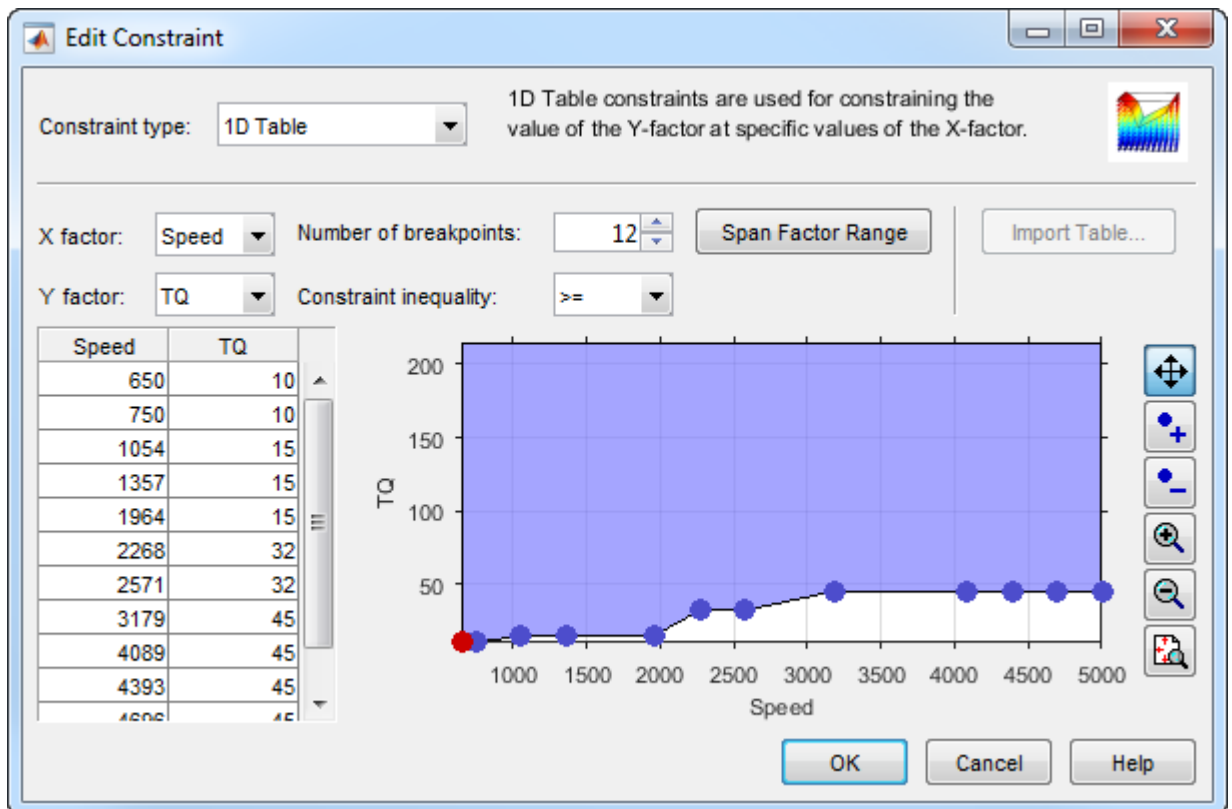 Edit Constraint
Constraint type: 1D Table
1D Table constraints are used for constraining the
value of the Y-factor at specific values of the X-factor.
X factor: Speed Number of breakpoints: 12 Span Factor Range Import Table...
Y factor: TQ Constraint inequality: >=
Speed TQ
650 10
750 10
1054 15
1357 15
1964 15
2268 32
2571 32
3179 45
4089 45
4393 45
4696 45
200
150
100
50
TQ
1000 1500 2000 2500 3000 3500 4000 4500 5000
Speed
OK Cancel Help